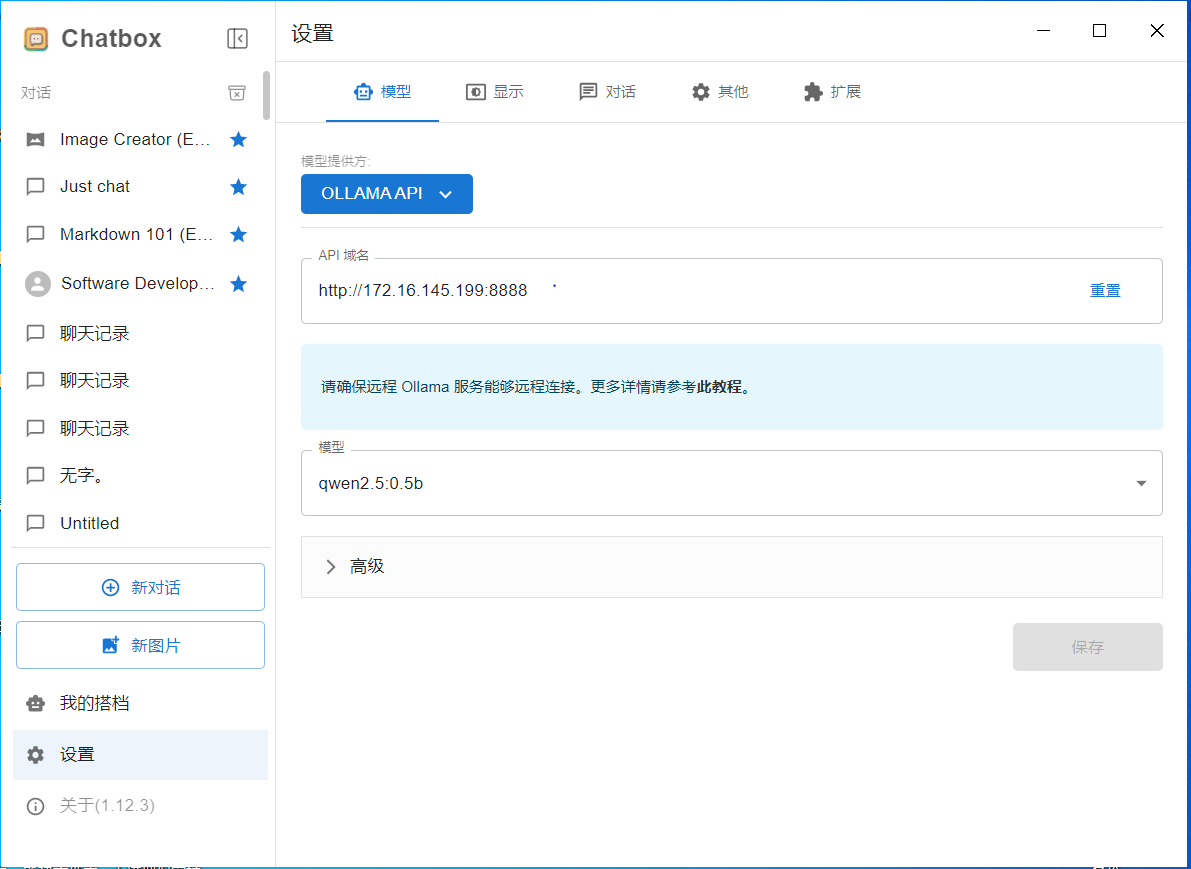 Chatbox
对话
Image Creator (E...
Just chat
Markdown 101 (E...
Software Develop...
聊天记录
聊天记录
聊天记录
无字。
Untitled
新对话
新图片
我的搭档
设置
关于(1.12.3)
设置
模型 显示 对话 其他 扩展
模型提供方:
OLLAMA API
API 域名
http://172.16.145.199:8888
重置
请确保远程 Ollama 服务能够远程连接。更多详情请参考此教程。
模型
qwen2.5:0.5b
高级
保存